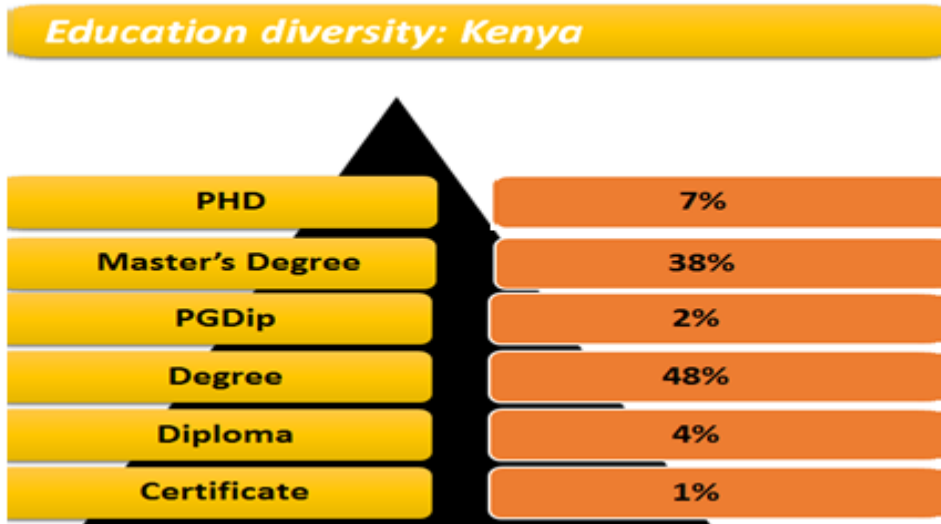 Education diversity: Kenya
PHD 7%
Master's Degree 38%
PGDip 2%
Degree 48%
Diploma 4%
Certificate 1%